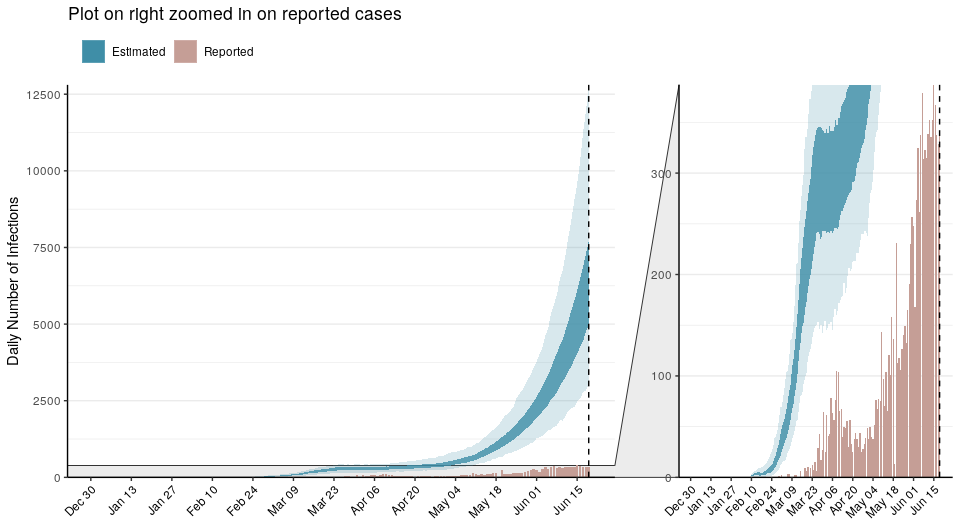 Plot on right zoomed in on reported cases
Estimated Reported
Daily Number of Infections
12500
10000
7500
5000
2500
0
Dec 30 Jan 13 Jan 27 Feb 10 Feb 24 Mar 09 Mar 23 Apr 06 Apr 20 May 04 May 18 Jun 01 Jun 15
300
200
100
0
Dec 30 Jan 13 Jan 27 Feb 10 Feb 24 Mar 09 Mar 23 Apr 06 Apr 20 May 04 May 18 Jun 01 Jun 15